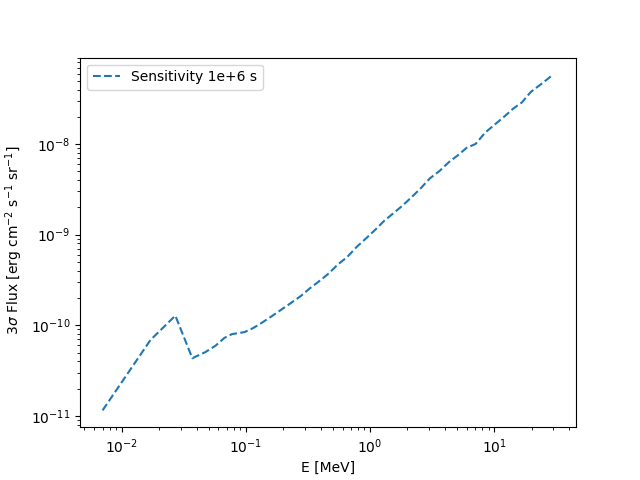 Sensitivity 1e+6 s
3σ Flux [erg cm⁻² s⁻¹ sr⁻¹]
10⁻⁸
10⁻⁹
10⁻¹⁰
10⁻¹¹
10⁻² 10⁻¹ 10⁰ 10¹
E [MeV]